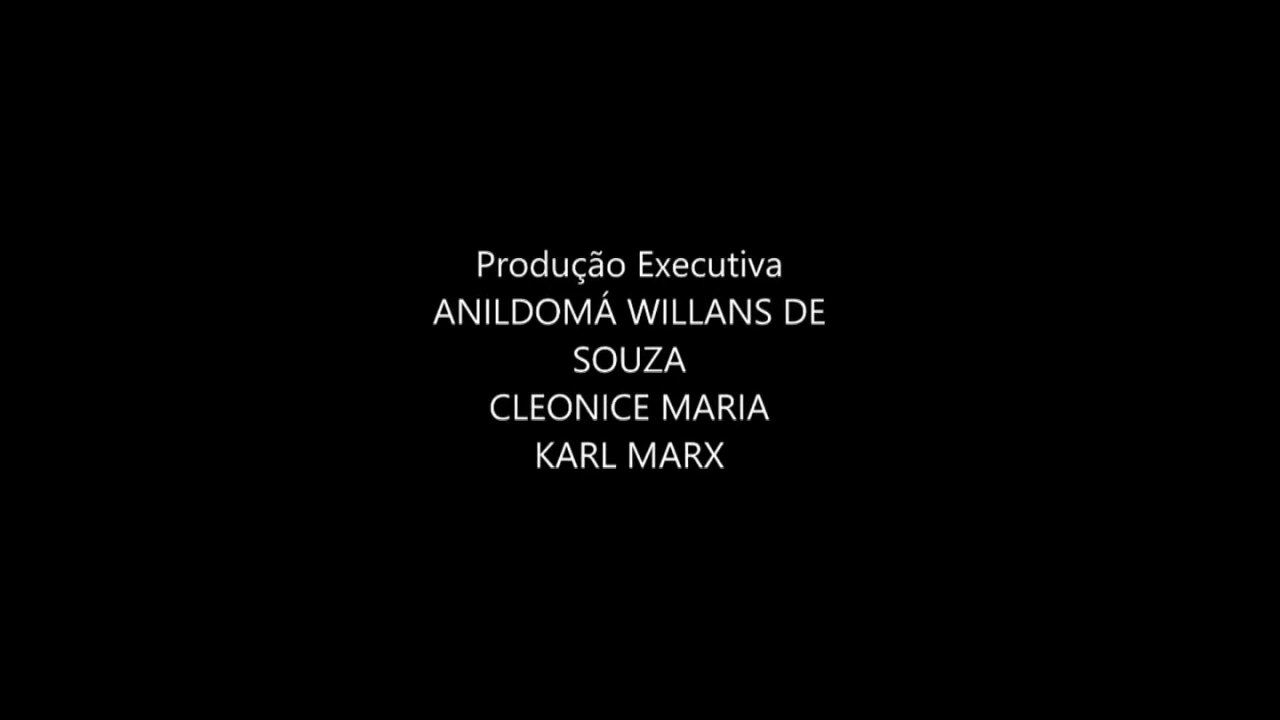 Produção Executiva
ANILDOMÁ WILLANS DE
SOUZA
CLEONICE MARIA
KARL MARX